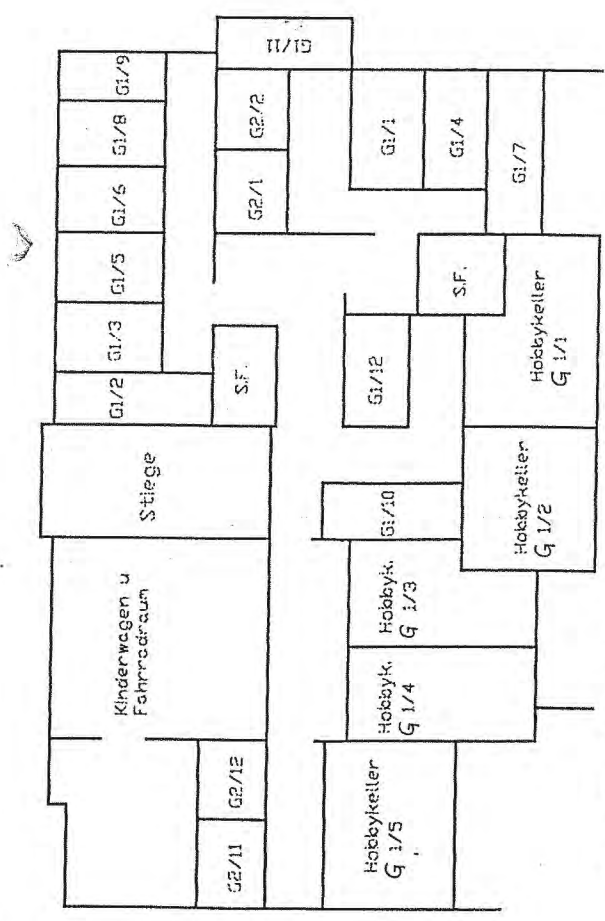 G1/11
G1/9
G1/8
G1/6
G1/5
G1/3
G1/2
G2/2
G2/1
G1/1
G1/4
G1/7
S.F.
S.F.
G1/12
Hobbykeller
G 1/1
Stiege
G1/10
Hobbykeller
G 1/2
Kinderwagen u
Fahrradraum
Hobbyk.
G 1/3
Hobbyk.
G 1/4
G2/12
G2/11
Hobbykeller
G 1/5